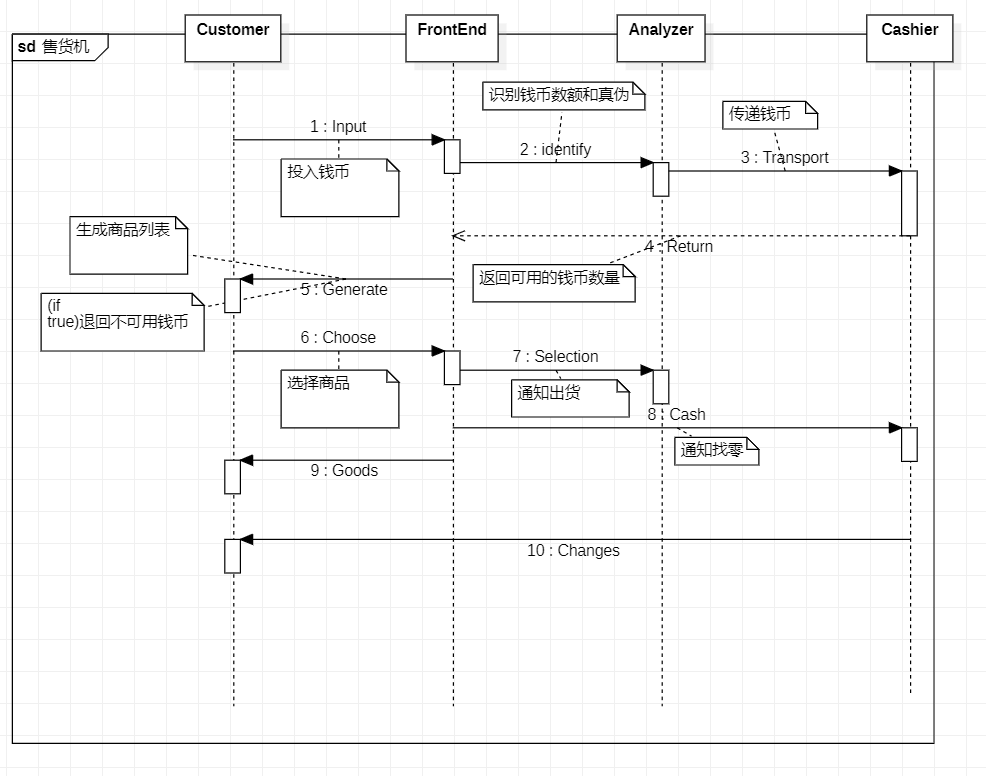 sd 售货机
Customer
FrontEnd
Analyzer
Cashier
识别钱币数额和真伪
传递钱币
1 : Input
2 : identify
3 : Transport
投入钱币
生成商品列表
4 : Return
返回可用的钱币数量
5 : Generate
(if
true)退回不可用钱币
6 : Choose
7 : Selection
选择商品
通知出货
8 : Cash
通知找零
9 : Goods
10 : Changes